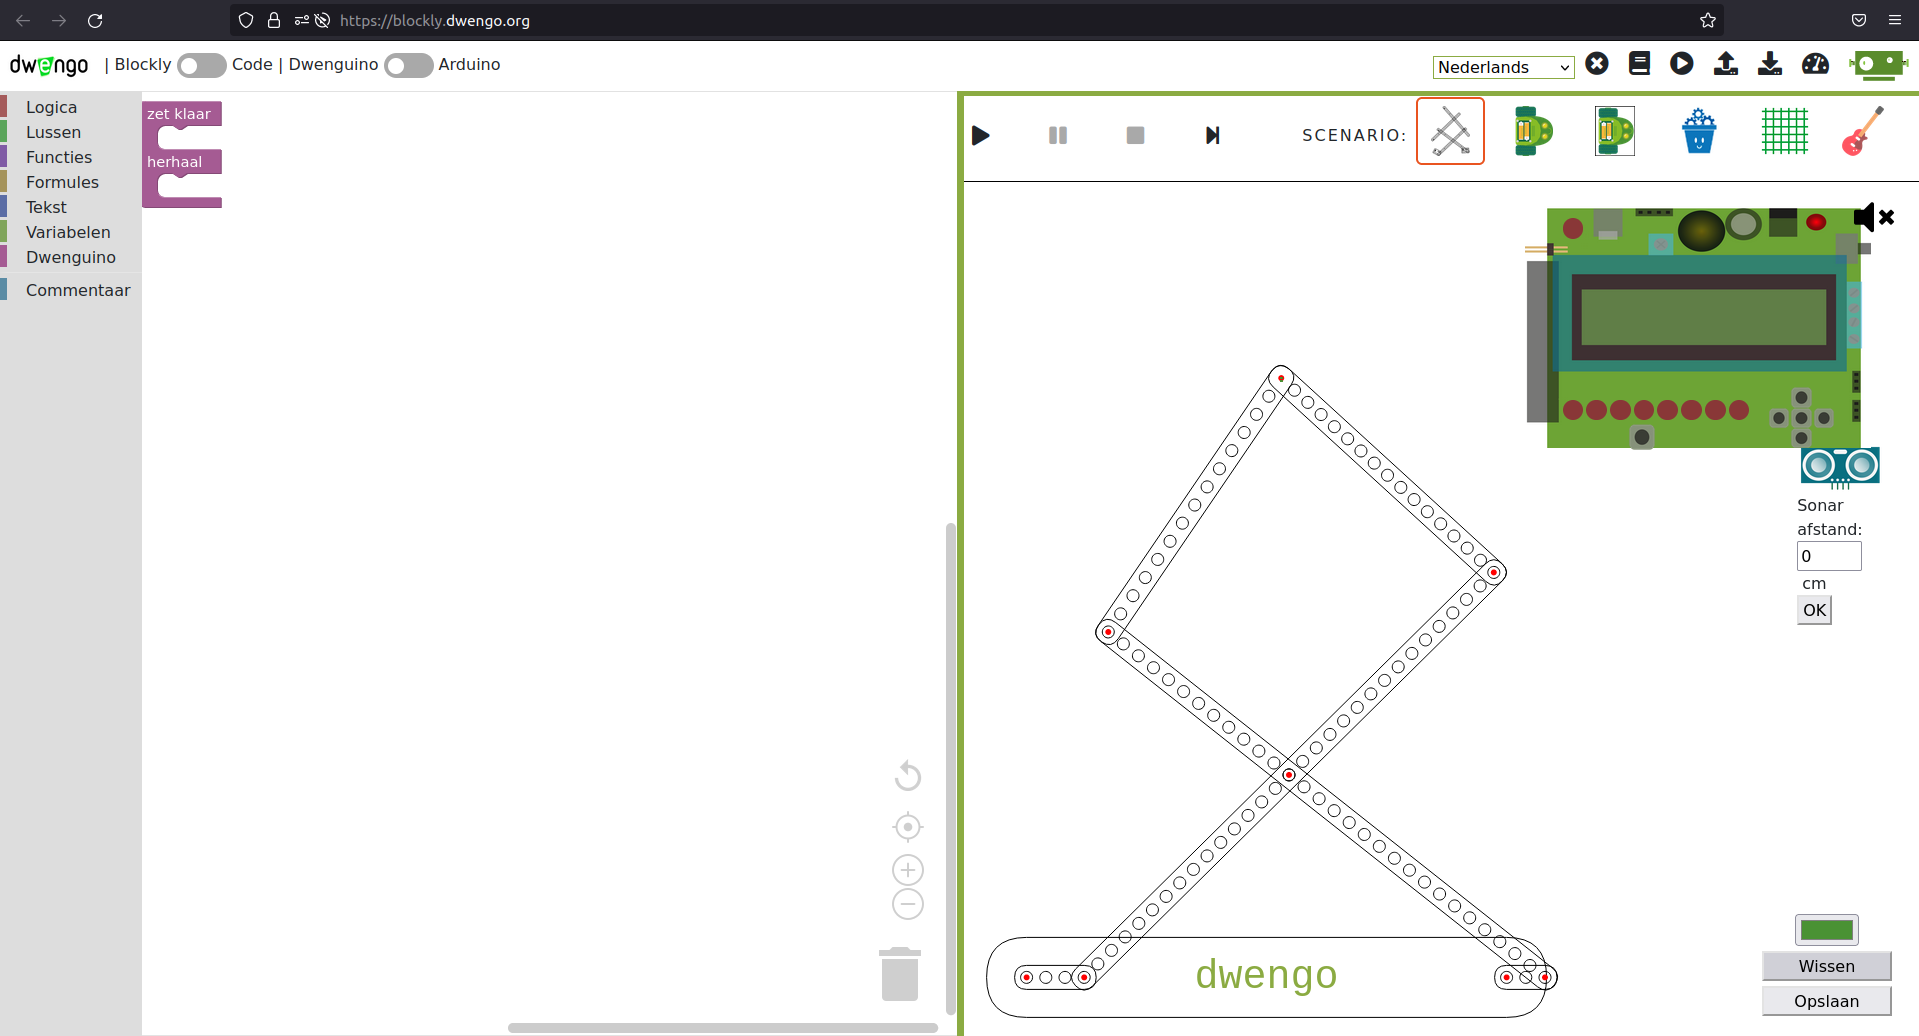 https://blockly.dwengo.org
dwengo | Blockly Code | Dwenguino Arduino
Nederlands
Logica
Lussen
Functies
Formules
Tekst
Variabelen
Dwenguino
Commentaar
zet klaar
herhaal
SCENARIO:
Sonar
afstand:
0
cm
OK
dwengo
Wissen
Opslaan